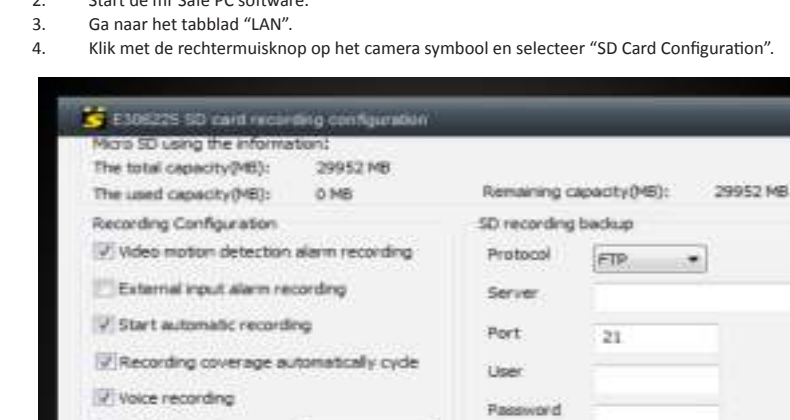 2. Start de mr Safe PC software.
3. Ga naar het tabblad “LAN”.
4. Klik met de rechtermuisknop op het camera symbool en selecteer “SD Card Configuration”.
E306225 SD card recording configuration
Micro SD using the information:
The total capacity(MB): 29952 MB
The used capacity(MB): 0 MB Remaining capacity(MB): 29952 MB
Recording Configuration SD recording backup
Video motion detection alarm recording Protocol FTP
External input alarm recording Server
Start automatic recording Port 21
Recording coverage automatically cycle User
Voice recording Password